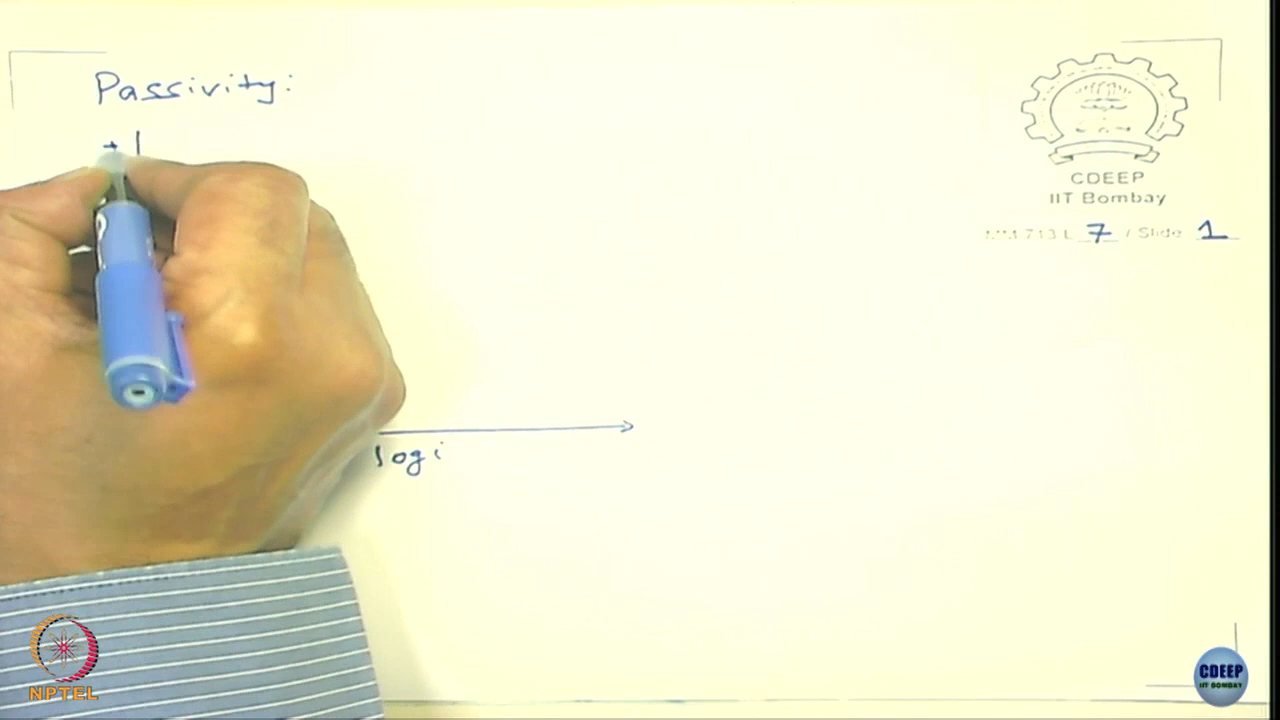 Passivity:
+
log i
CDEEP
IIT Bombay
MM 713 L 7 / Slide 1
NPTEL
CDEEP
IIT BOMBAY